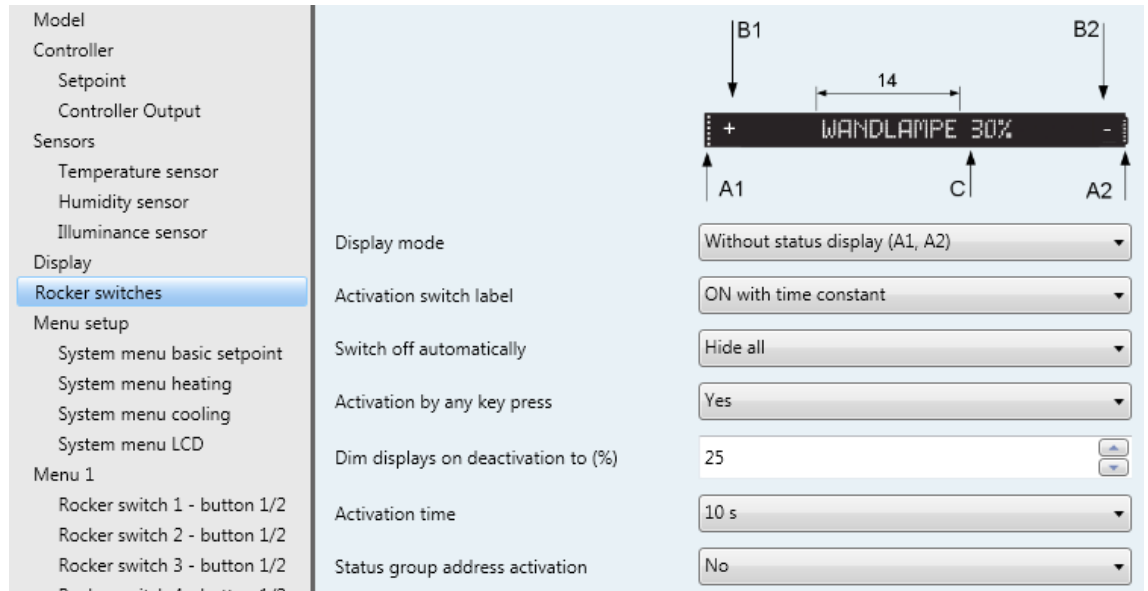 Model
Controller
Setpoint
Controller Output
Sensors
Temperature sensor
Humidity sensor
Illuminance sensor
Display
Rocker switches
Menu setup
System menu basic setpoint
System menu heating
System menu cooling
System menu LCD
Menu 1
Rocker switch 1 - button 1/2
Rocker switch 2 - button 1/2
Rocker switch 3 - button 1/2
B1 B2
14
+ WANDLAMPE 30% -
A1 C A2
Display mode Without status display (A1, A2)
Activation switch label ON with time constant
Switch off automatically Hide all
Activation by any key press Yes
Dim displays on deactivation to (%) 25
Activation time 10 s
Status group address activation No